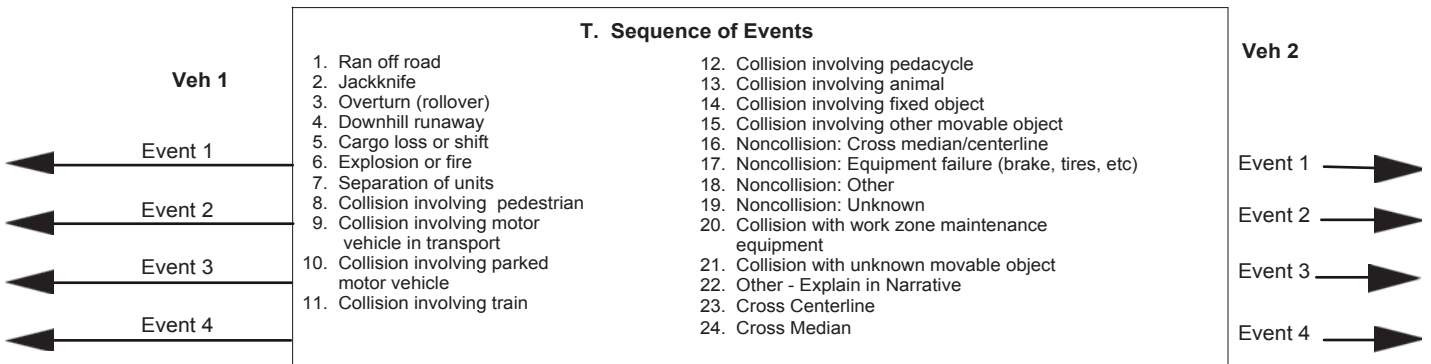 T. Sequence of Events
Veh 1
Event 1
Event 2
Event 3
Event 4
1. Ran off road
2. Jackknife
3. Overturn (rollover)
4. Downhill runaway
5. Cargo loss or shift
6. Explosion or fire
7. Separation of units
8. Collision involving pedestrian
9. Collision involving motor
vehicle in transport
10. Collision involving parked
motor vehicle
11. Collision involving train
12. Collision involving pedacycle
13. Collision involving animal
14. Collision involving fixed object
15. Collision involving other movable object
16. Noncollision: Cross median/centerline
17. Noncollision: Equipment failure (brake, tires, etc)
18. Noncollision: Other
19. Noncollision: Unknown
20. Collision with work zone maintenance
equipment
21. Collision with unknown movable object
22. Other - Explain in Narrative
23. Cross Centerline
24. Cross Median
Veh 2
Event 1
Event 2
Event 3
Event 4